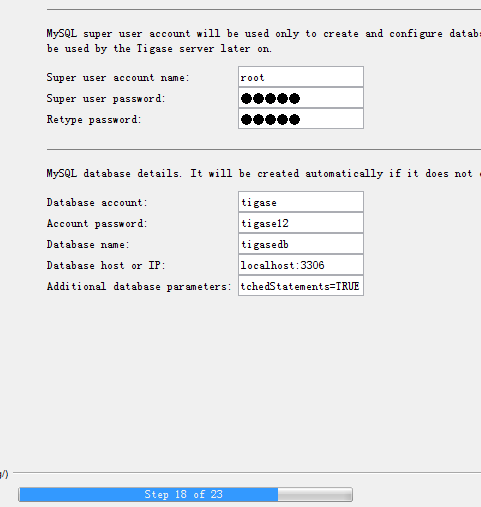 MySQL super user account will be used only to create and configure datab
be used by the Tigase server later on.
Super user account name: root
Super user password: ●●●●●
Retype password: ●●●●●
MySQL database details. It will be created automatically if it does not e
Database account: tigase
Account password: tigase12
Database name: tigasedb
Database host or IP: localhost:3306
Additional database parameters: tchedStatements=TRUE
/)
Step 18 of 23